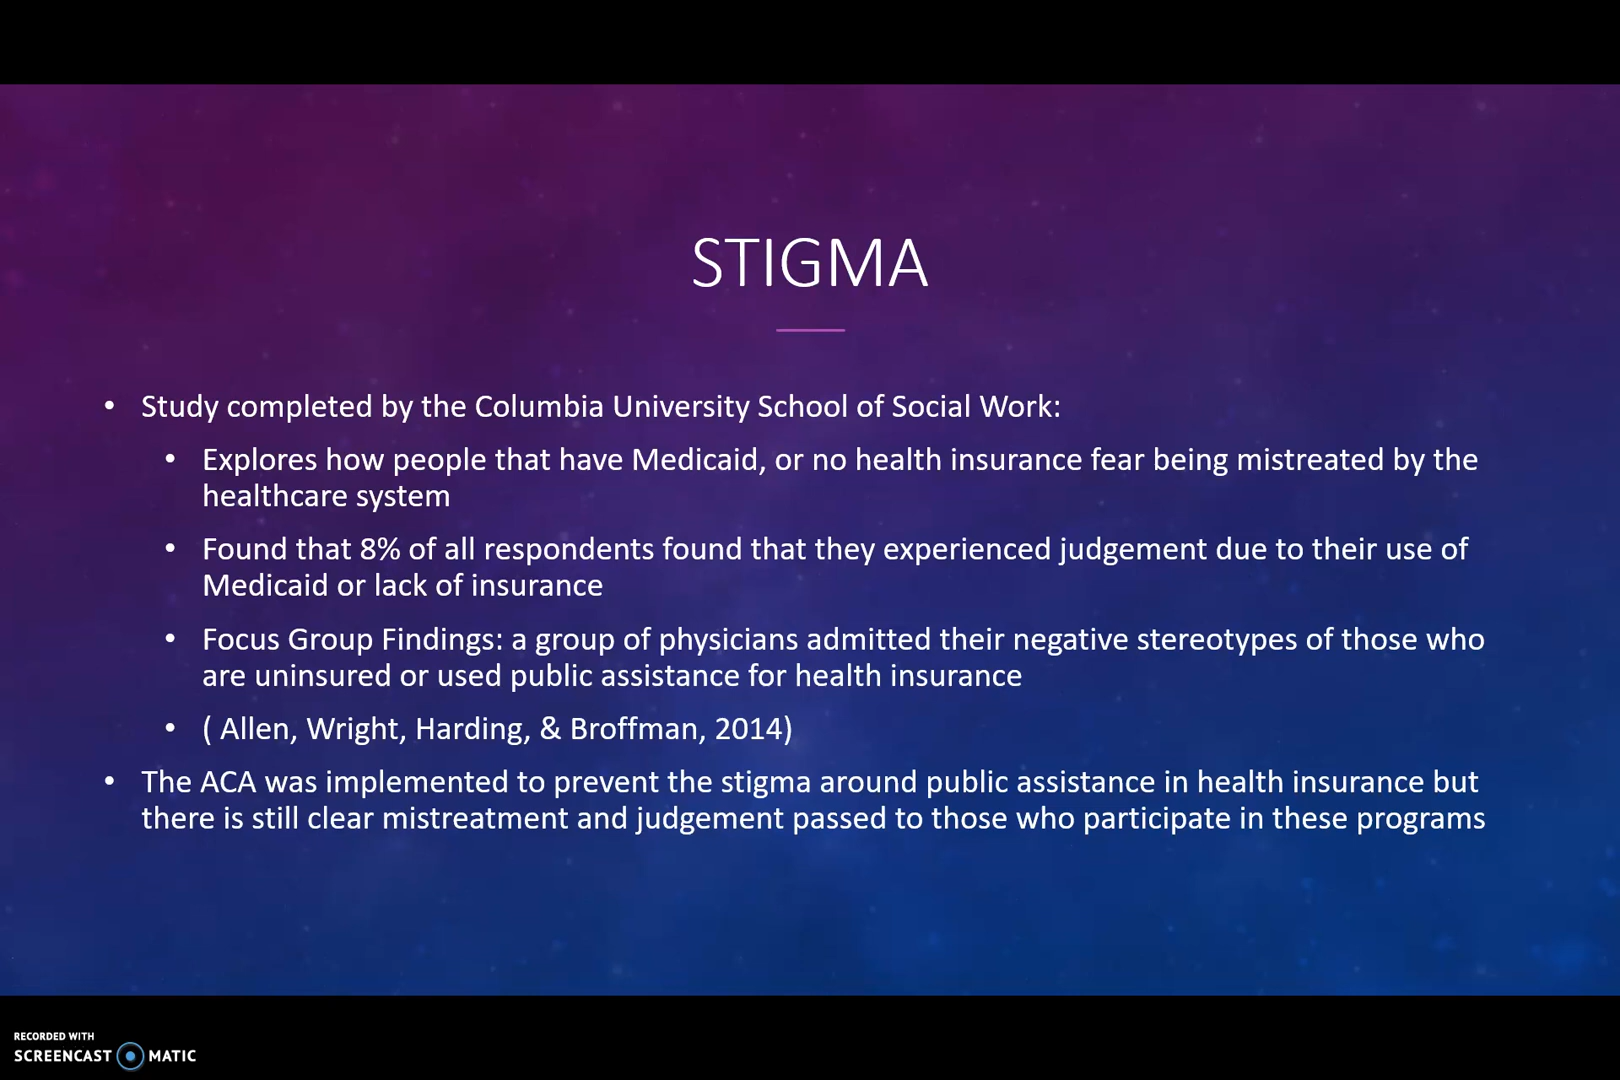 STIGMA
• Study completed by the Columbia University School of Social Work:
• Explores how people that have Medicaid, or no health insurance fear being mistreated by the
healthcare system
• Found that 8% of all respondents found that they experienced judgement due to their use of
Medicaid or lack of insurance
• Focus Group Findings: a group of physicians admitted their negative stereotypes of those who
are uninsured or used public assistance for health insurance
• ( Allen, Wright, Harding, & Broffman, 2014)
• The ACA was implemented to prevent the stigma around public assistance in health insurance but
there is still clear mistreatment and judgement passed to those who participate in these programs
RECORDED WITH
SCREENCAST MATIC